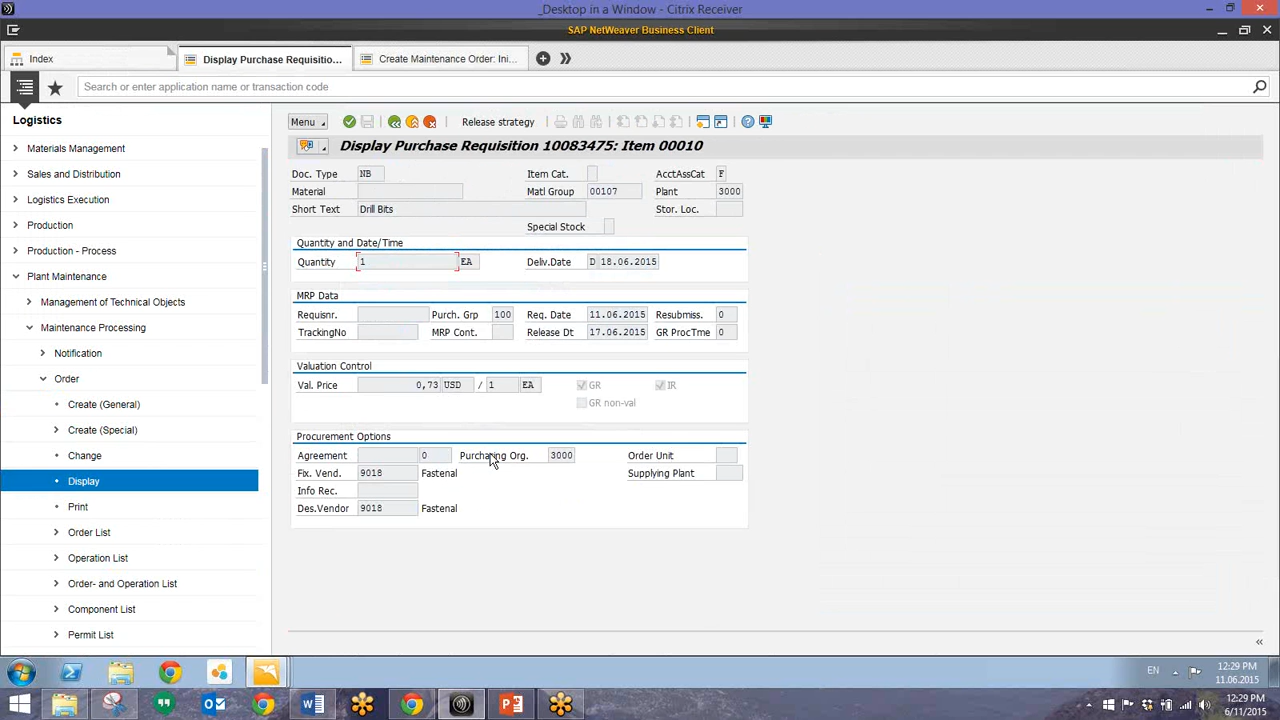 _Desktop in a Window - Citrix Receiver
SAP NetWeaver Business Client
Index
Display Purchase Requisitio...
Create Maintenance Order: Ini...
Search or enter application name or transaction code
Logistics
Materials Management
Sales and Distribution
Logistics Execution
Production
Production - Process
Plant Maintenance
Management of Technical Objects
Maintenance Processing
Notification
Order
Create (General)
Create (Special)
Change
Display
Print
Order List
Operation List
Order- and Operation List
Component List
Permit List
Menu
Release strategy
Display Purchase Requisition 10083475: Item 00010
Doc. Type NB Item Cat. AcctAssCat F
Material Matl Group 00107 Plant 3000
Short Text Drill Bits Stor. Loc.
Special Stock
Quantity and Date/Time
Quantity 1 EA Deliv.Date D 18.06.2015
MRP Data
Requisnr. Purch. Grp 100 Req. Date 11.06.2015 Resubmiss. 0
TrackingNo MRP Cont. Release Dt 17.06.2015 GR ProcTme 0
Valuation Control
Val. Price 0,73 USD / 1 EA GR IR
GR non-val
Procurement Options
Agreement 0 Purchasing Org. 3000 Order Unit
Fix. Vend. 9018 Fastenal Supplying Plant
Info Rec.
Des.Vendor 9018 Fastenal
EN
12:29 PM
11.06.2015
12:29 PM
6/11/2015